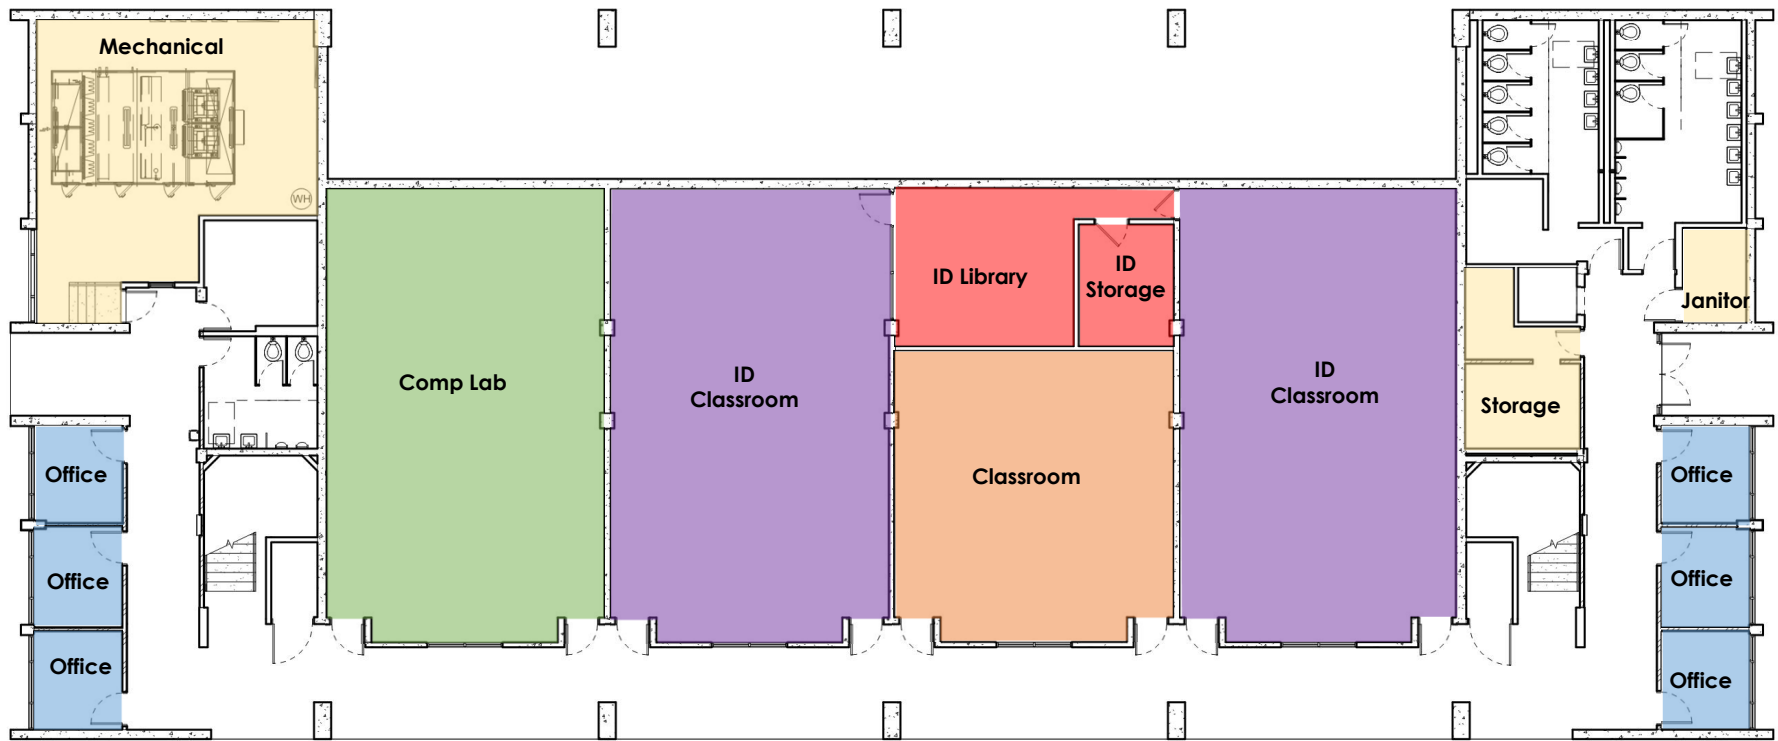 Mechanical
WH
ID Library
ID
Storage
Janitor
Comp Lab
ID
Classroom
ID
Classroom
Storage
Classroom
Office
Office
Office
Office
Office
Office